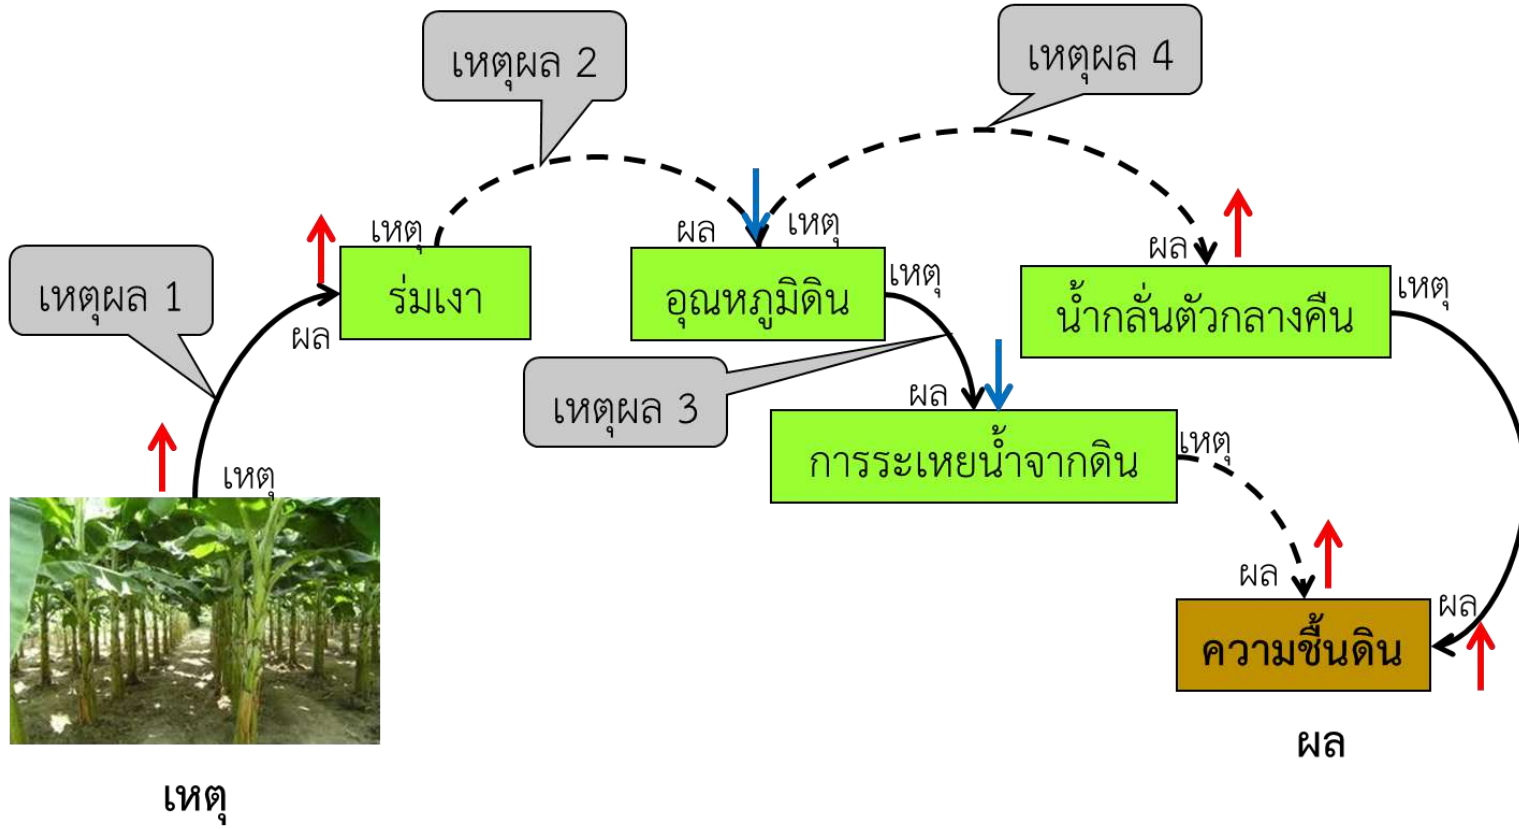 เหตุผล 2
เหตุผล 4
เหตุผล 1
เหตุ
ผล
ร่มเงา
ผล
เหตุ
อุณหภูมิดิน
เหตุ
ผล
น้ำกลั่นตัวกลางคืน
เหตุ
เหตุผล 3
ผล
การระเหยน้ำจากดิน
เหตุ
เหตุ
ผล
ผล
ความชื้นดิน
ผล
เหตุ